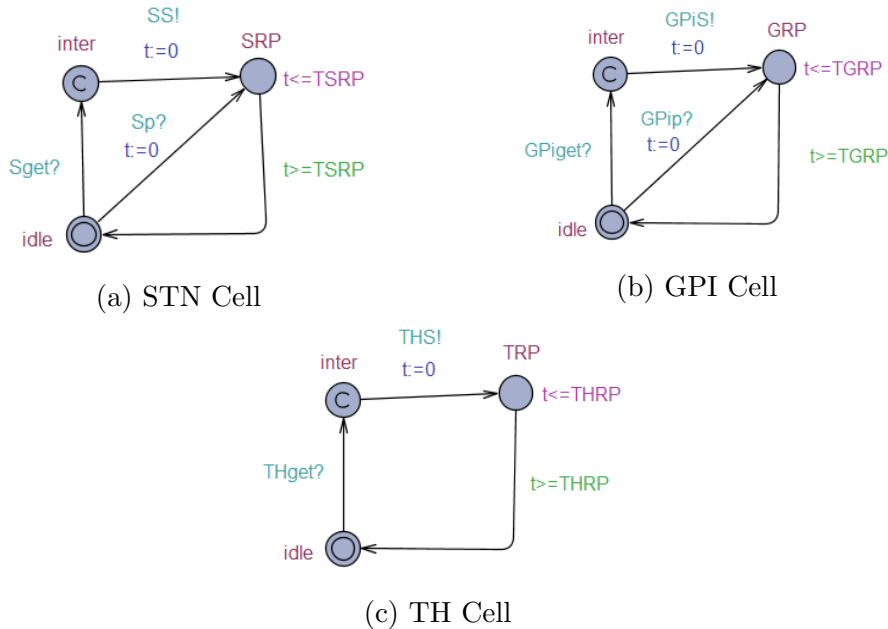 SS!
inter
t:=0
SRP
C
t<=TSRP
Sp?
t:=0
Sget?
t>=TSRP
idle
(a) STN Cell
GPiS!
inter
t:=0
GRP
C
t<=TGRP
GPip?
t:=0
GPiget?
t>=TGRP
idle
(b) GPI Cell
THS!
inter
t:=0
TRP
C
t<=THRP
THget?
t>=THRP
idle
(c) TH Cell